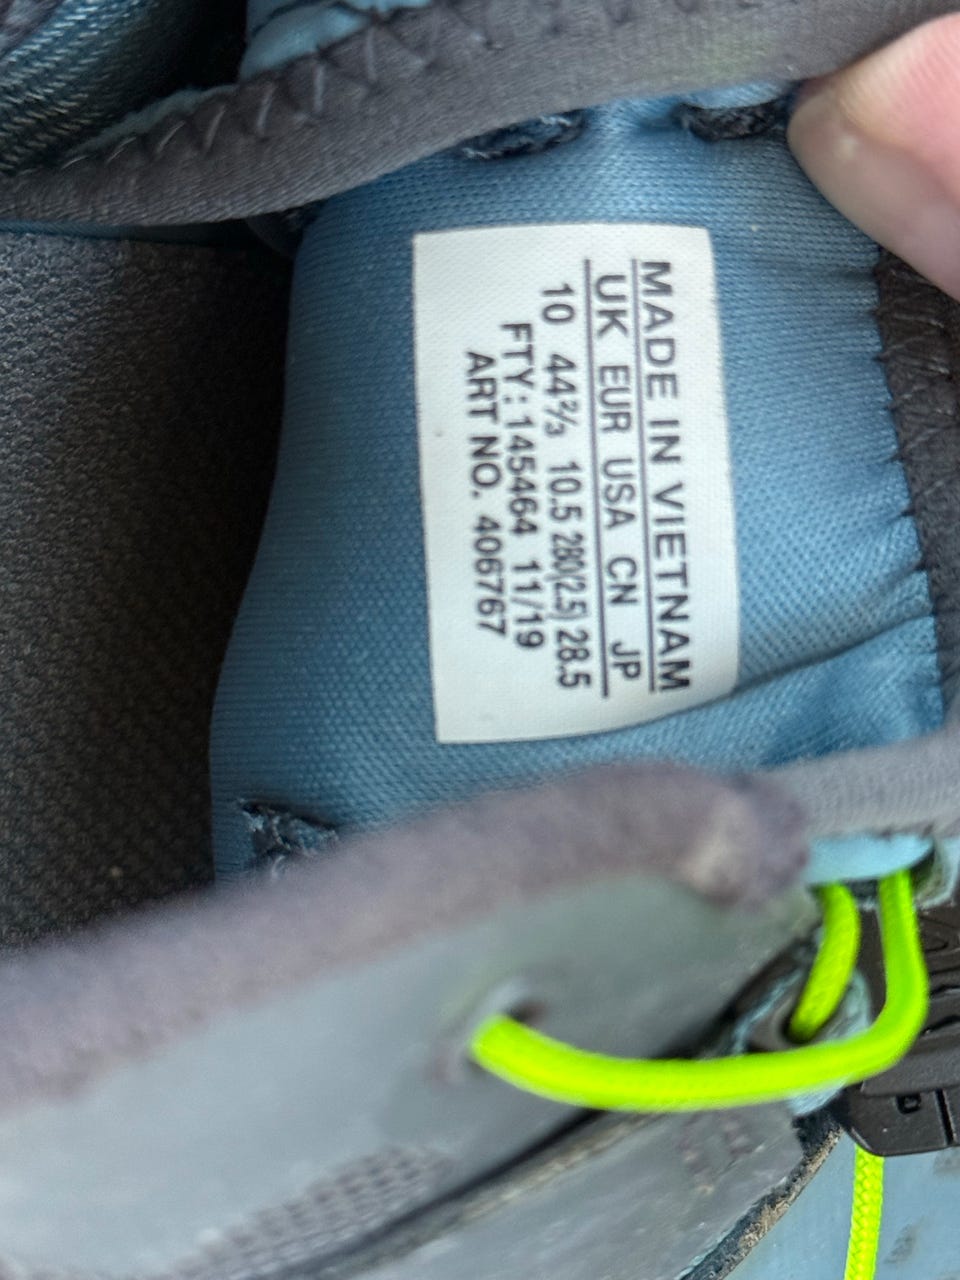 MADE IN VIETNAM
UK EUR USA CN JP
10 44⅔ 10.5 280(2.5) 28.5
FTY:145464 11/19
ART NO. 406767